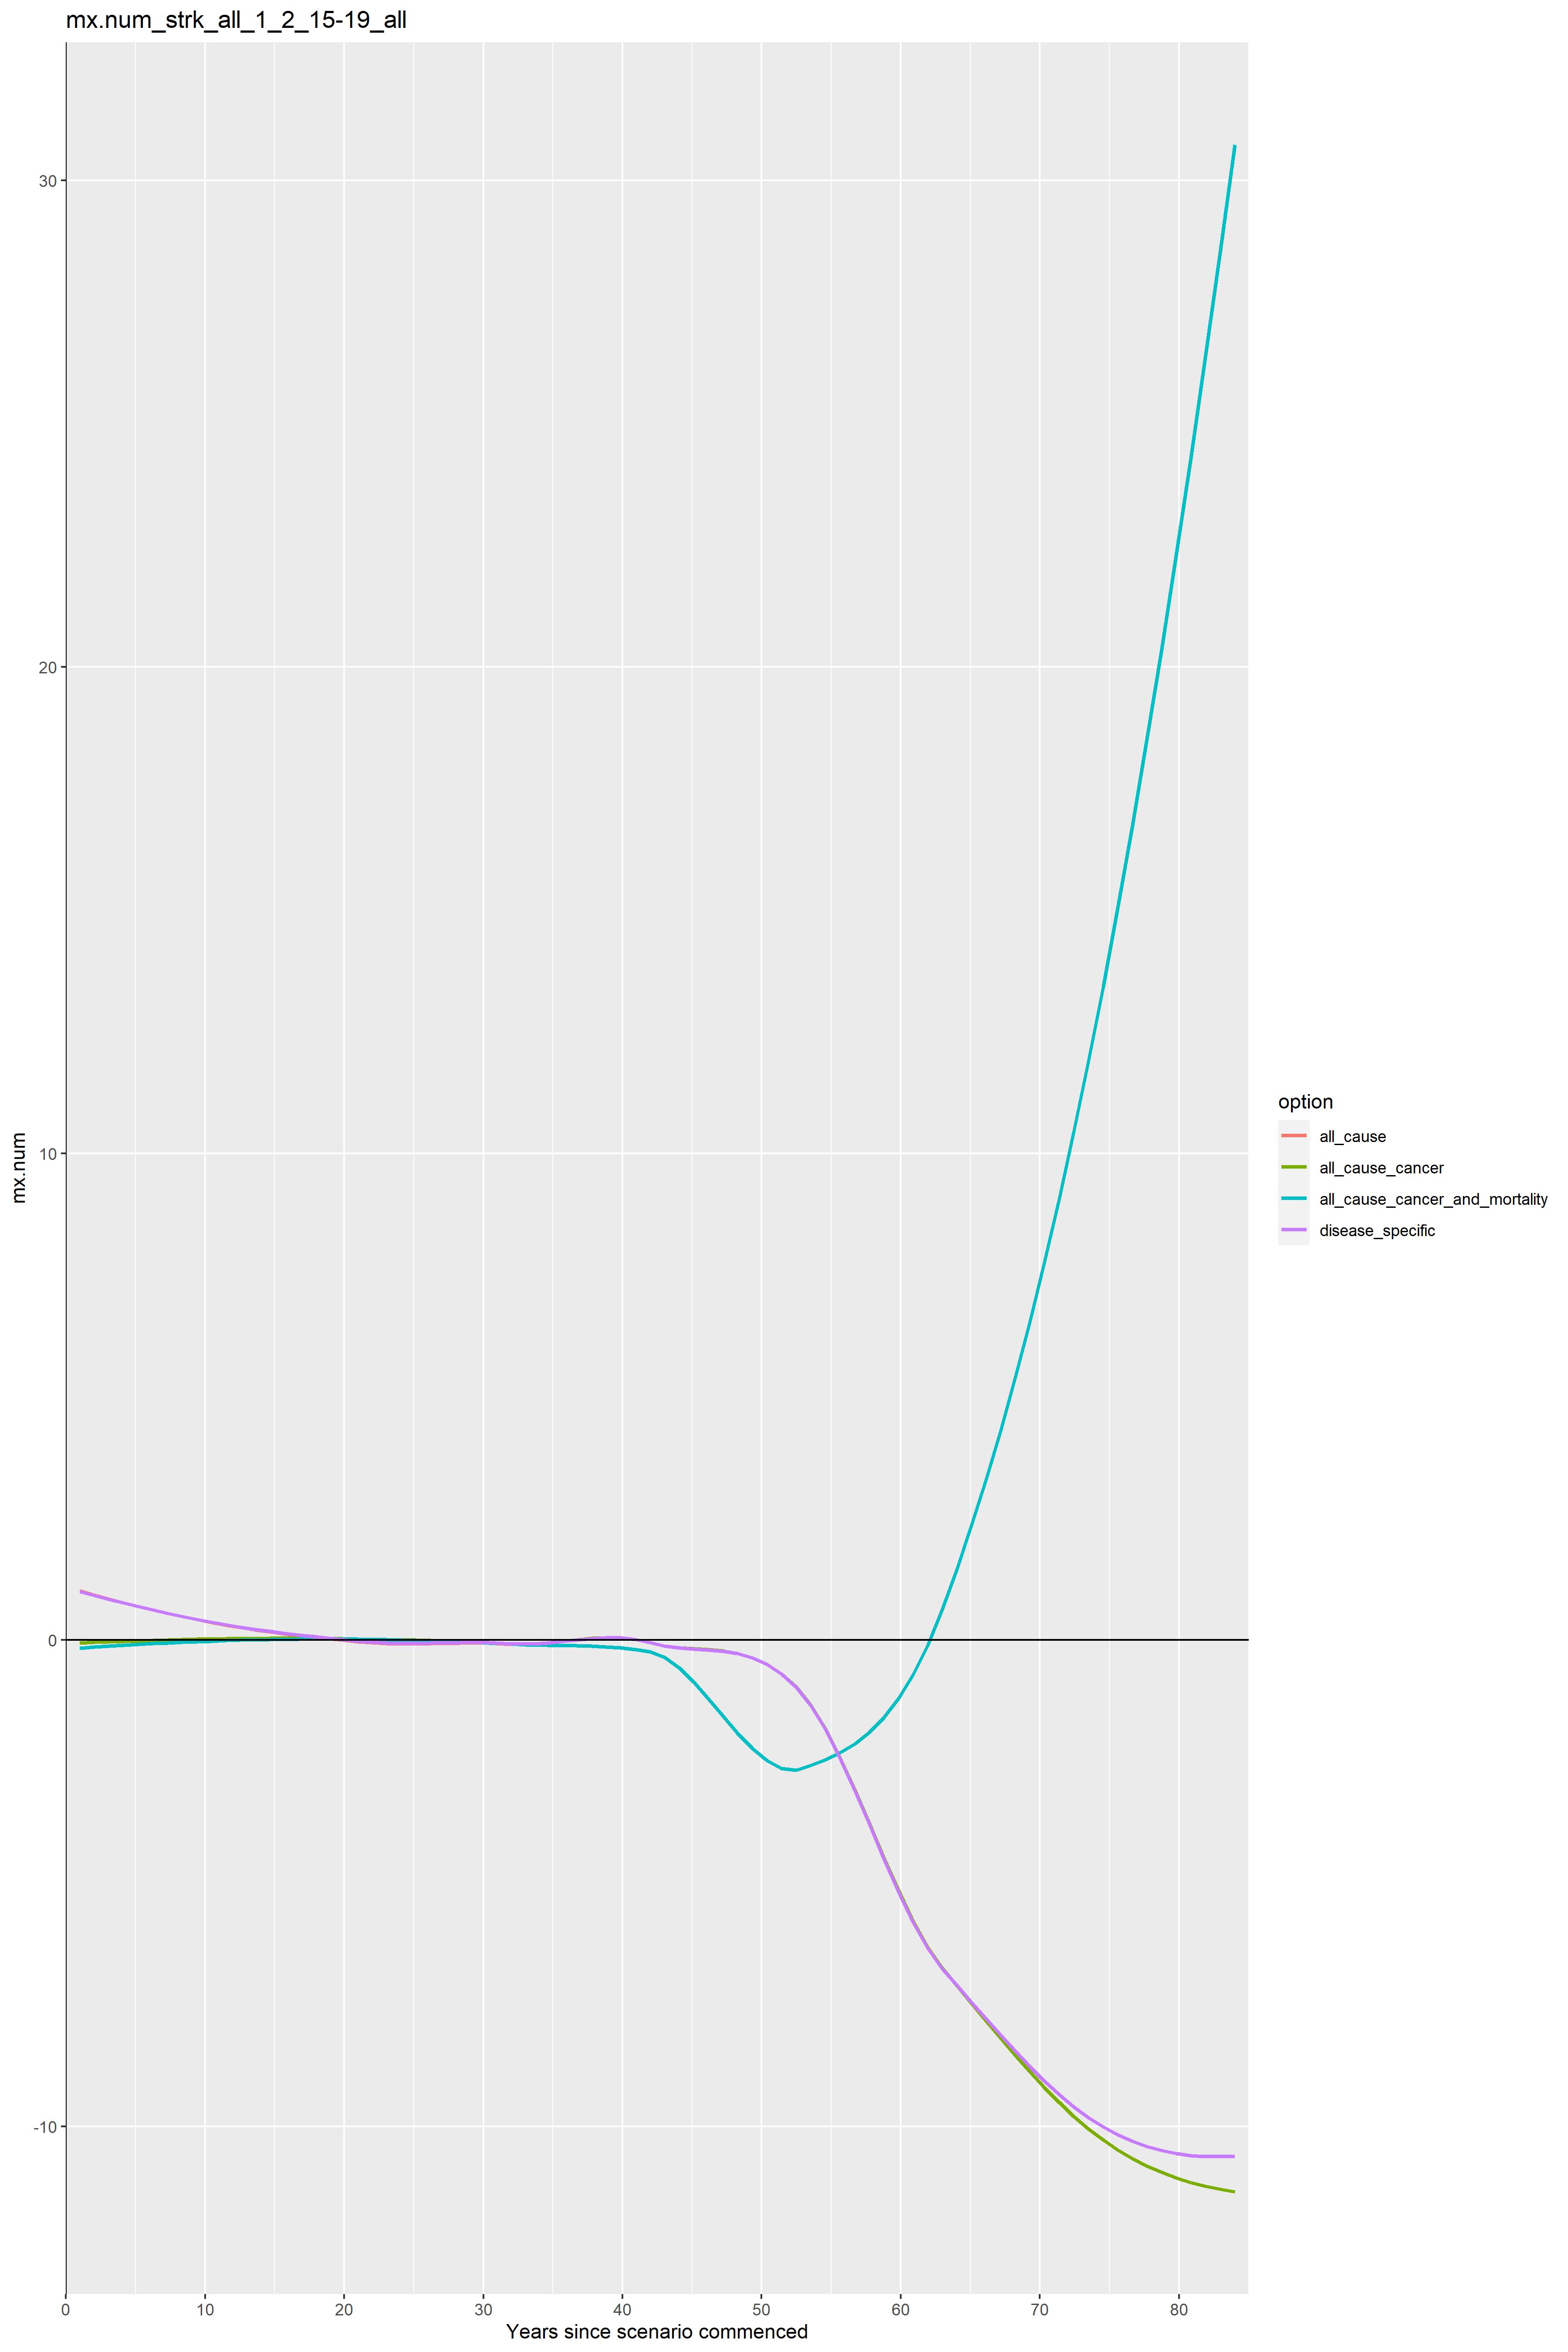 mx.num_strk_all_1_2_15-19_all
30
20
10
0
-10
mx.num
0 10 20 30 40 50 60 70 80
Years since scenario commenced
option
all_cause
all_cause_cancer
all_cause_cancer_and_mortality
disease_specific